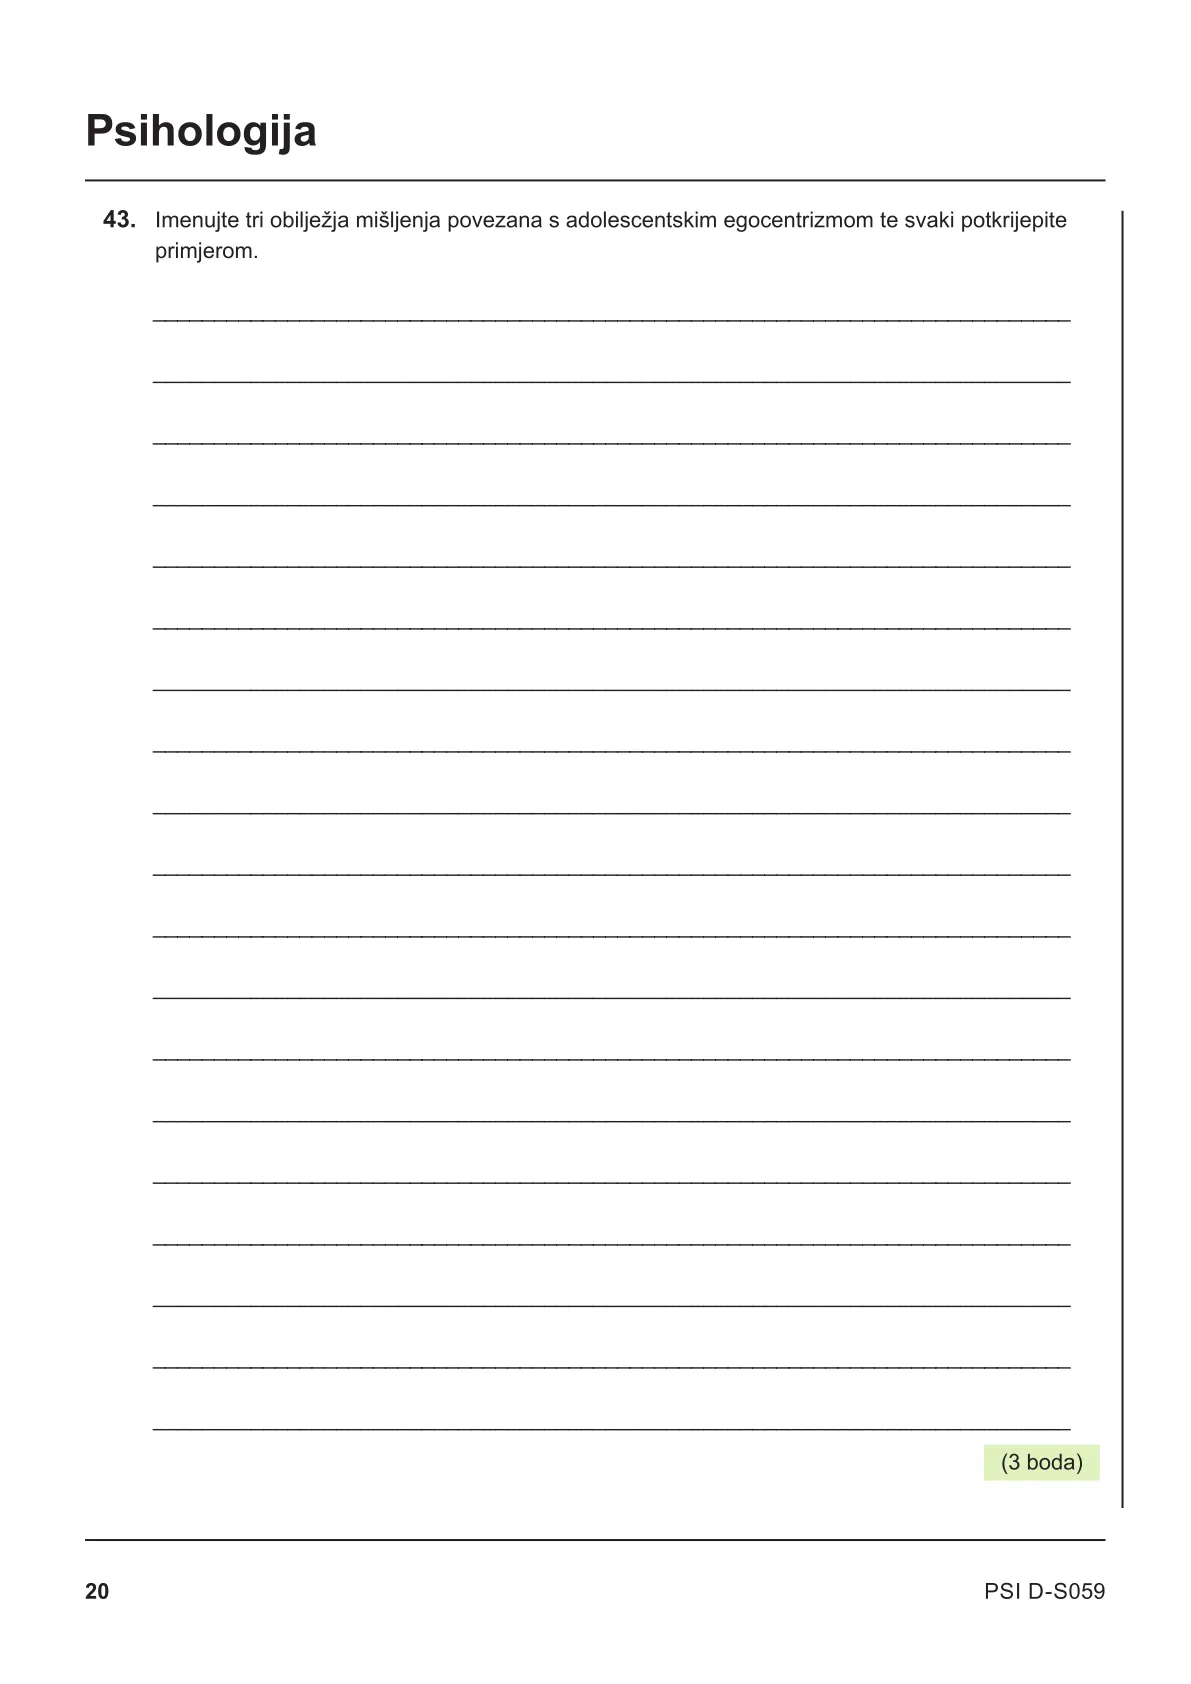 Psihologija
43. Imenujte tri obilježja mišljenja povezana s adolescentskim egocentrizmom te svaki potkrijepite
primjerom.
(3 boda)
20 PSI D-S059